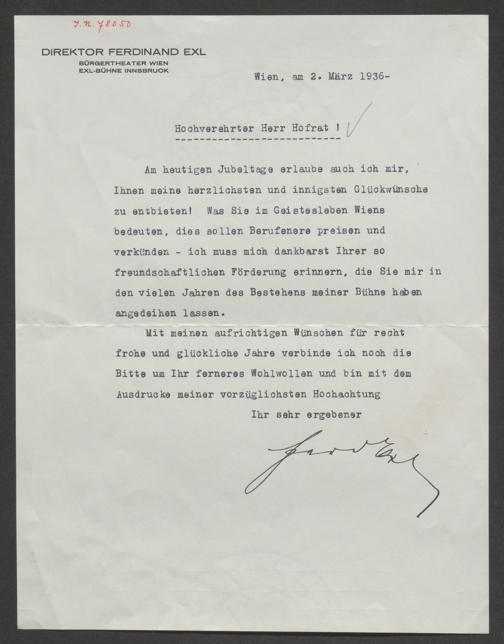 J.N. 78050
DIREKTOR FERDINAND EXL
BÜRGERTHEATER WIEN
EXL-BÜHNE INNSBRUCK
Wien, am 2. März 1936-
Hochverehrter Herr Hofrat !
Am heutigen Jubeltage erlaube auch ich mir,
Ihnen meine herzlichsten und innigsten Glückwünsche
zu entbieten! Was Sie im Geistesleben Wiens
bedeuten, dies sollen Berufenere preisen und
verkünden - ich muss mich dankbarst Ihrer so
freundschaftlichen Förderung erinnern, die Sie mir in
den vielen Jahren des Bestehens meiner Bühne haben
angedeihen lassen.
Mit meinen aufrichtigen Wünschen für recht
frohe und glückliche Jahre verbinde ich noch die
Bitte um Ihr ferneres Wohlwollen und bin mit dem
Ausdrucke meiner vorzüglichsten Hochachtung
Ihr sehr ergebener
Ferd Exl